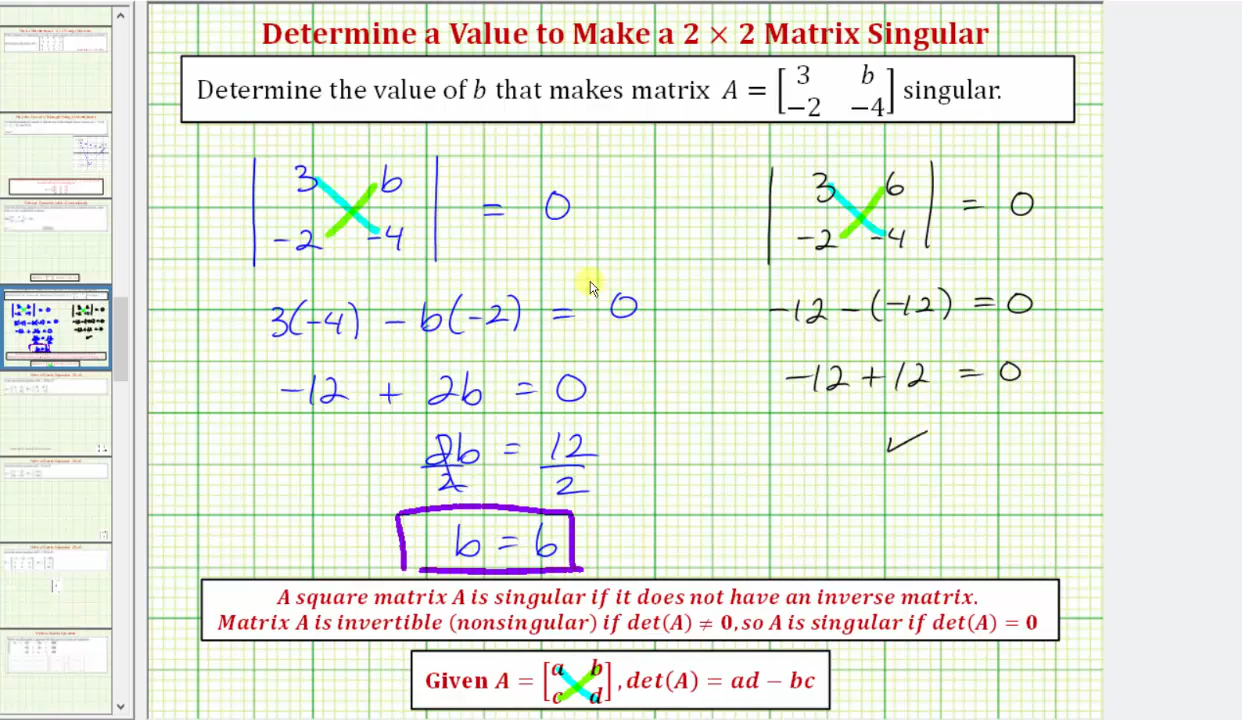 Determine a Value to Make a 2 × 2 Matrix Singular
Determine the value of b that makes matrix A = [3 b; −2 −4] singular.
|3 b; -2 -4| = 0
3(-4) - b(-2) = 0
-12 + 2b = 0
2b/2 = 12/2
b = 6
|3 6; -2 -4| = 0
-12 - (-12) = 0
-12 + 12 = 0
✓
A square matrix A is singular if it does not have an inverse matrix.
Matrix A is invertible (nonsingular) if det(A) ≠ 0, so A is singular if det(A) = 0
Given A = [a b; c d], det(A) = ad − bc